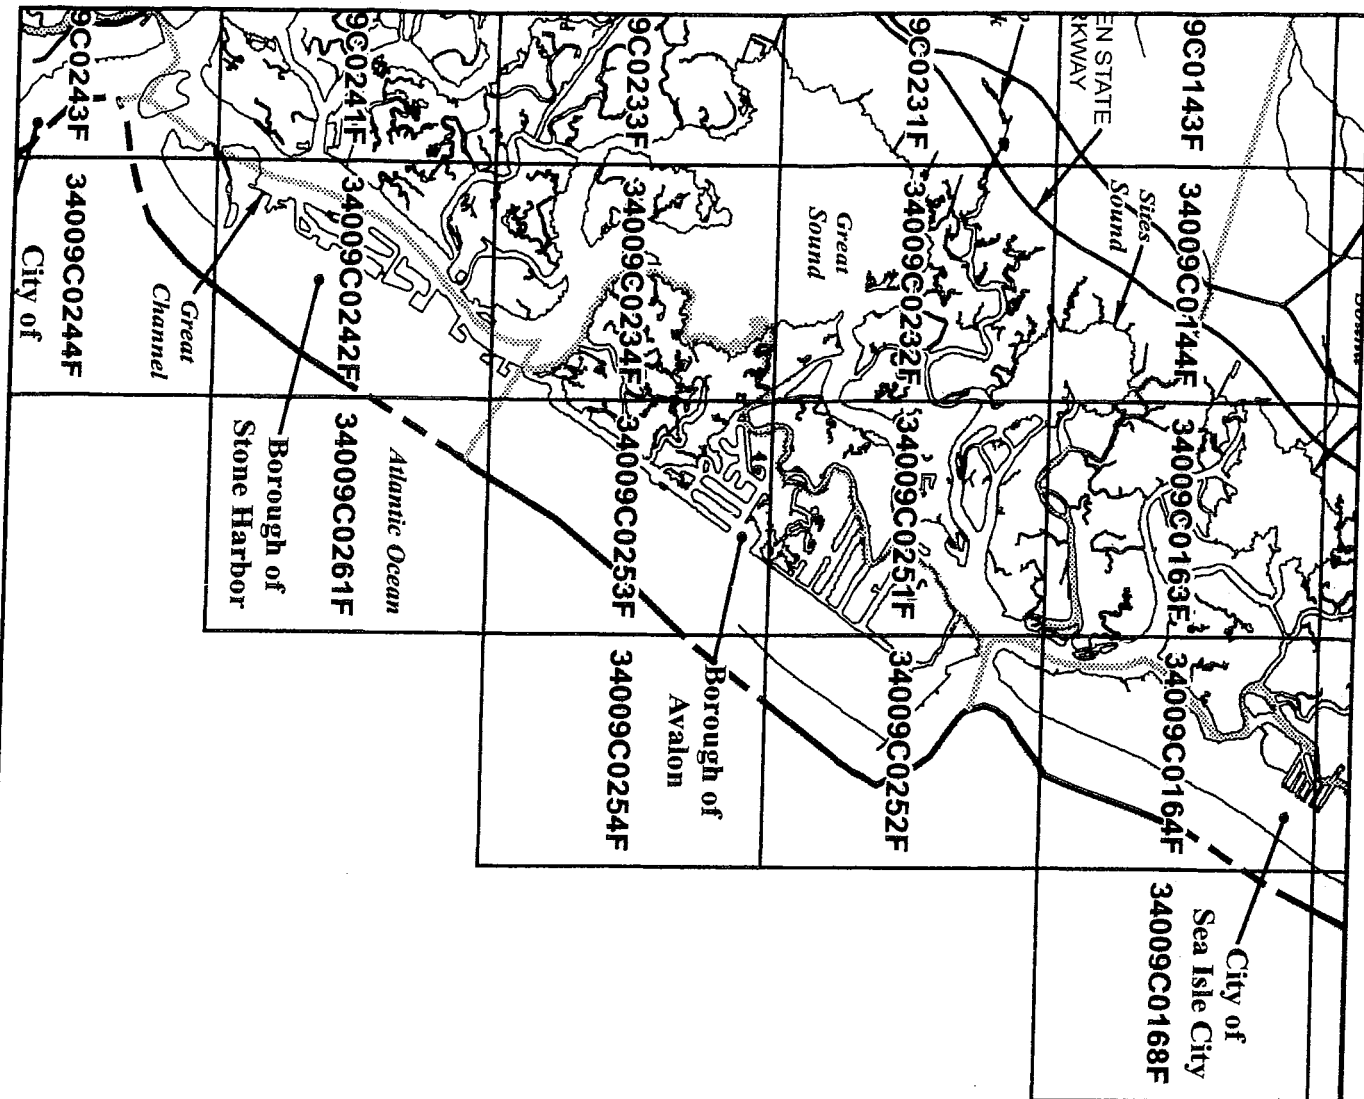 9C0143F
34009C0144F
34009C0163F
34009C0164F
34009C0168F
EN STATE
RKWAY
Sites
Sound
City of
Sea Isle City
9C0231F
34009C0232F
34009C0251F
34009C0252F
Great
Sound
9C0233F
34009C0234F
34009C0253F
34009C0254F
Borough of
Avalon
9C0241F
34009C0242F
34009C0261F
Atlantic Ocean
Borough of
Stone Harbor
Great
Channel
9C0243F
34009C0244F
City of